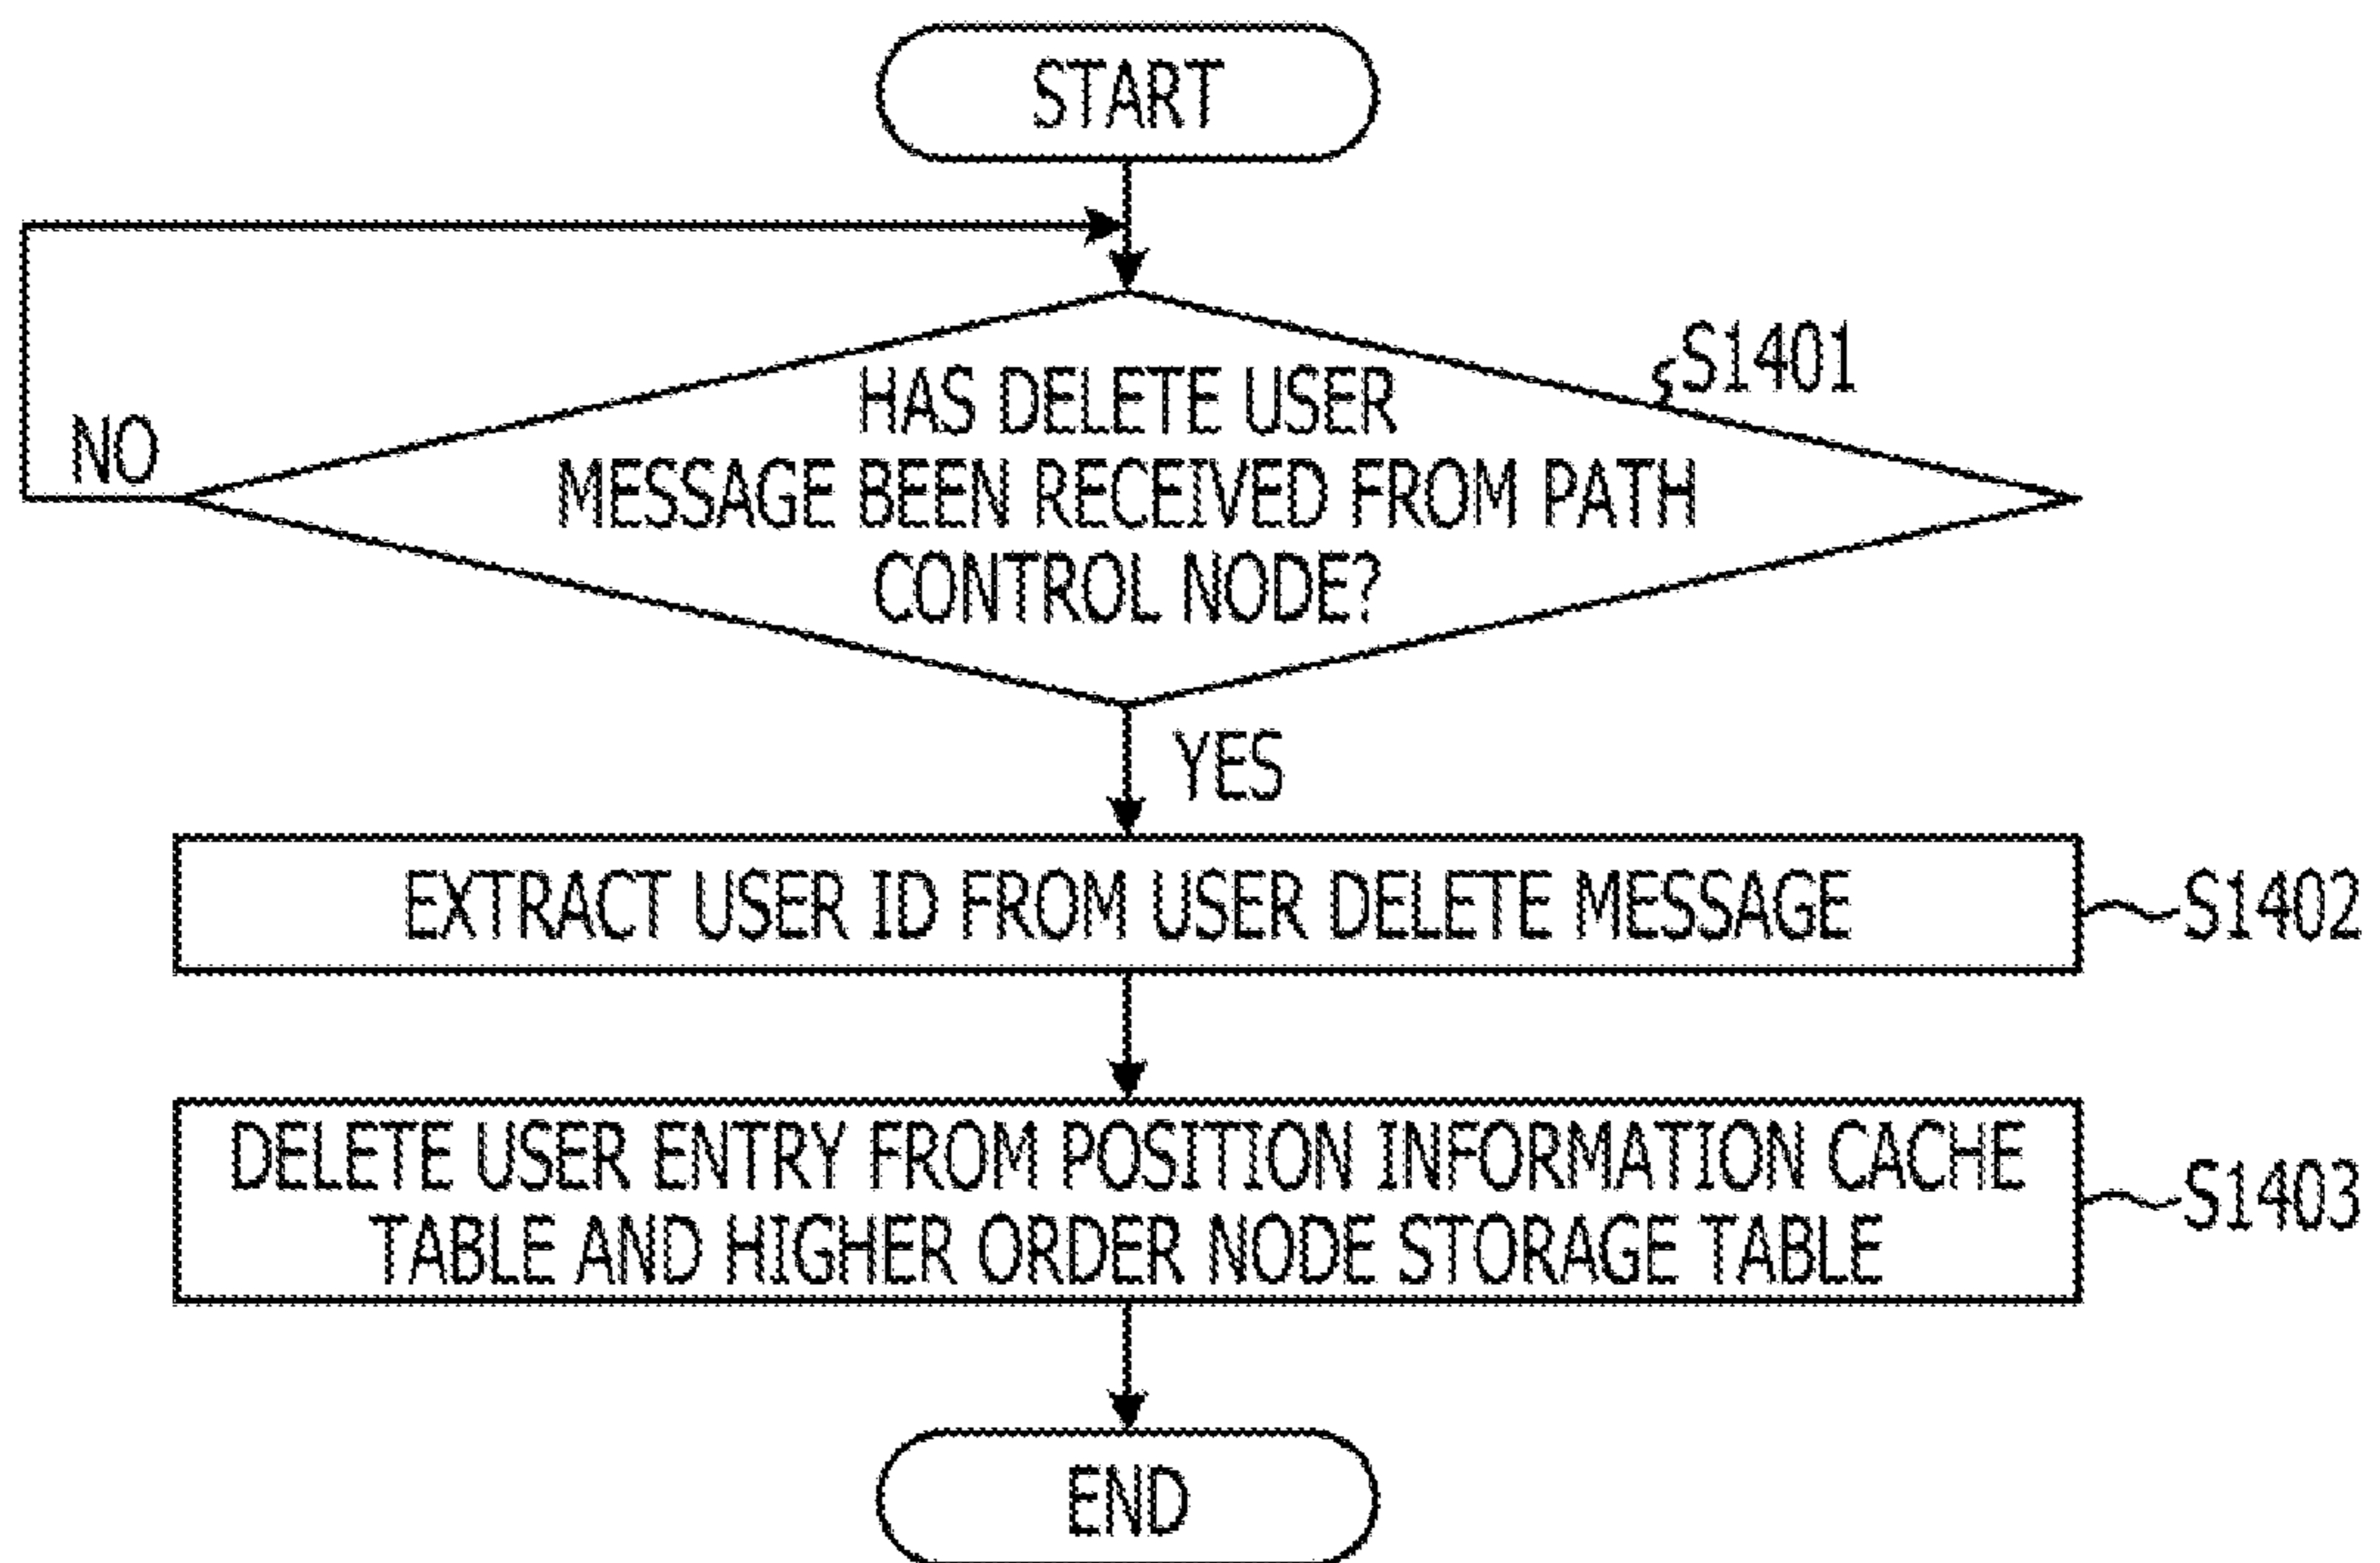 START
HAS DELETE USER
MESSAGE BEEN RECEIVED FROM PATH
CONTROL NODE?
S1401
NO
YES
EXTRACT USER ID FROM USER DELETE MESSAGE
S1402
DELETE USER ENTRY FROM POSITION INFORMATION CACHE
TABLE AND HIGHER ORDER NODE STORAGE TABLE
S1403
END